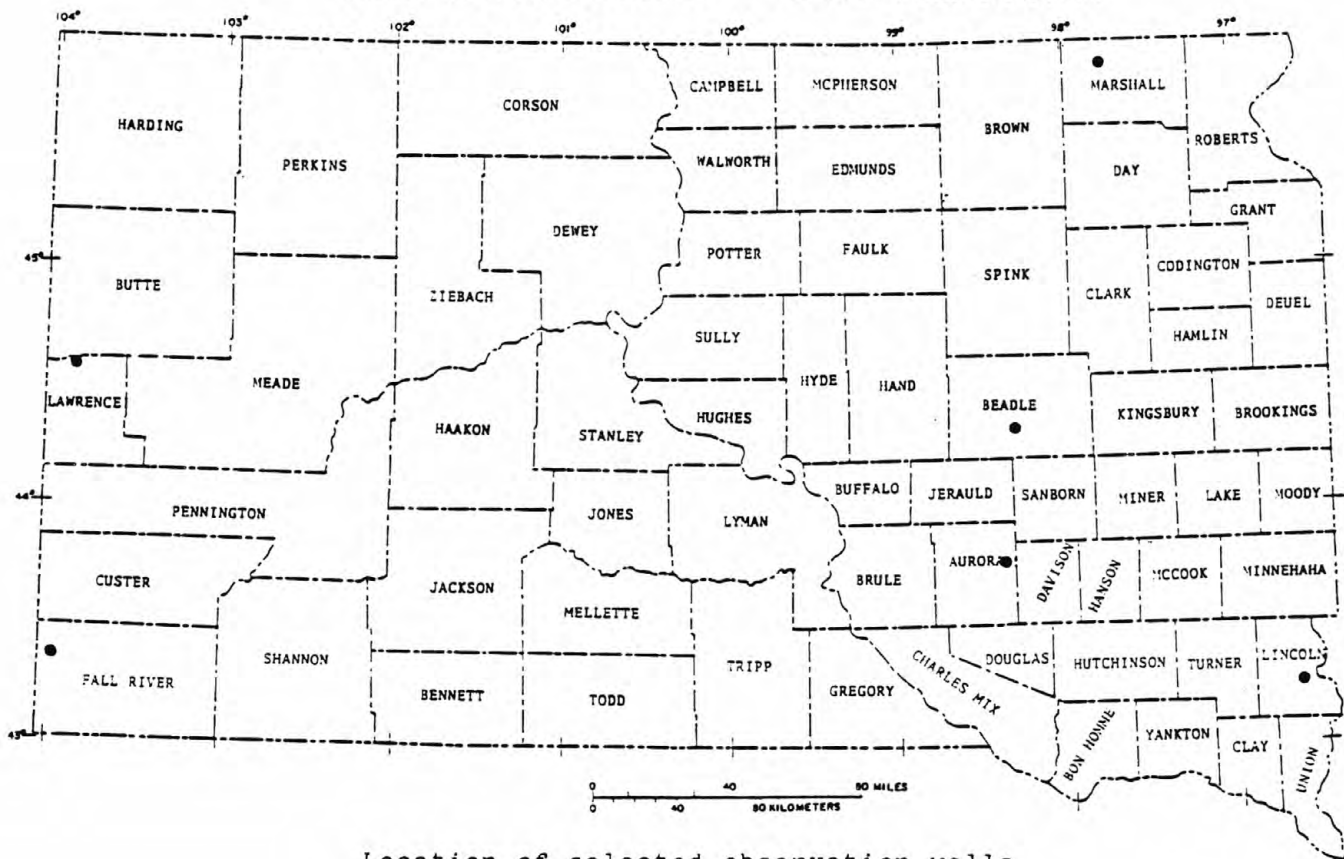 104° 103° 102° 101° 100° 99° 98° 97°
CAMPBELL MCPHERSON MARSHALL
CORSON
HARDING BROWN
ROBERTS
PERKINS WALWORTH EDMUNDS DAY
GRANT
DEWEY POTTER FAULK
45° SPINK CODINGTON
BUTTE ZIEBACH CLARK DEUEL
SULLY HAMLIN
MEADE HYDE HAND
LAWRENCE BEADLE KINGSBURY BROOKINGS
HAAKON STANLEY HUGHES
44° BUFFALO JERAULD SANBORN MINER LAKE MOODY
PENNINGTON JONES LYMAN
CUSTER JACKSON BRULE AURORA DAVISON HANSON MCCOOK MINNEHAHA
MELLETTE
SHANNON TRIPP DOUGLAS HUTCHINSON TURNER LINCOLN
FALL RIVER BENNETT TODD GREGORY CHARLES MIX
43° BON HOMME YANKTON CLAY UNION
0 40 80 MILES
0 40 80 KILOMETERS
Location of selected observation wells